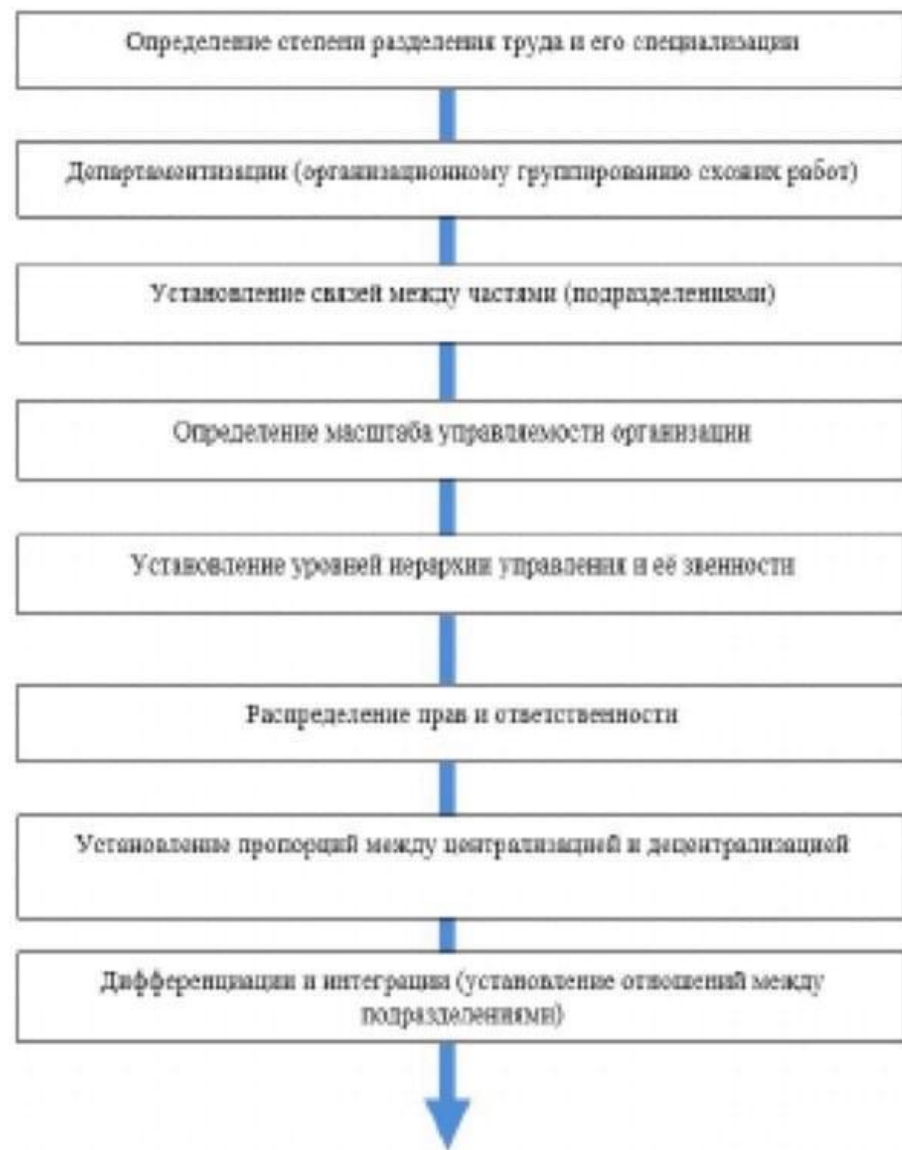 Определение степени разделения труда и его специализации
Департаментизации (организационному группированию схожих работ)
Установление связей между частями (подразделениями)
Определение масштаба управляемости организации
Установление уровней иерархии управления и её звенности
Распределение прав и ответственности
Установление пропорций между централизацией и децентрализацией
Дифференциации и интеграции (установление отношений между
подразделениями)